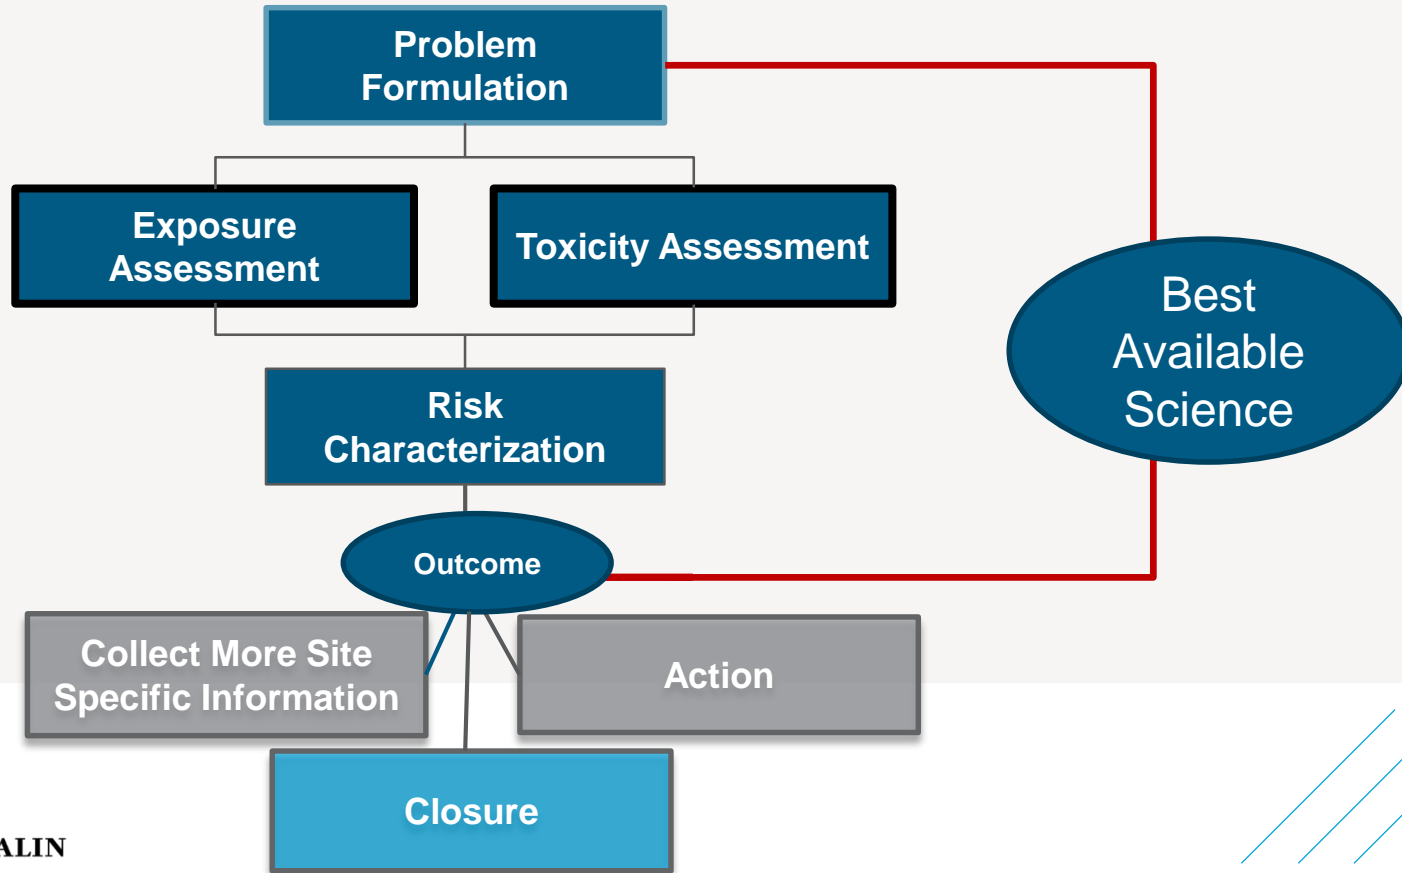 Problem
Formulation
Exposure
Assessment
Toxicity Assessment
Best
Available
Science
Risk
Characterization
Outcome
Collect More Site
Specific Information
Action
Closure
ALIN